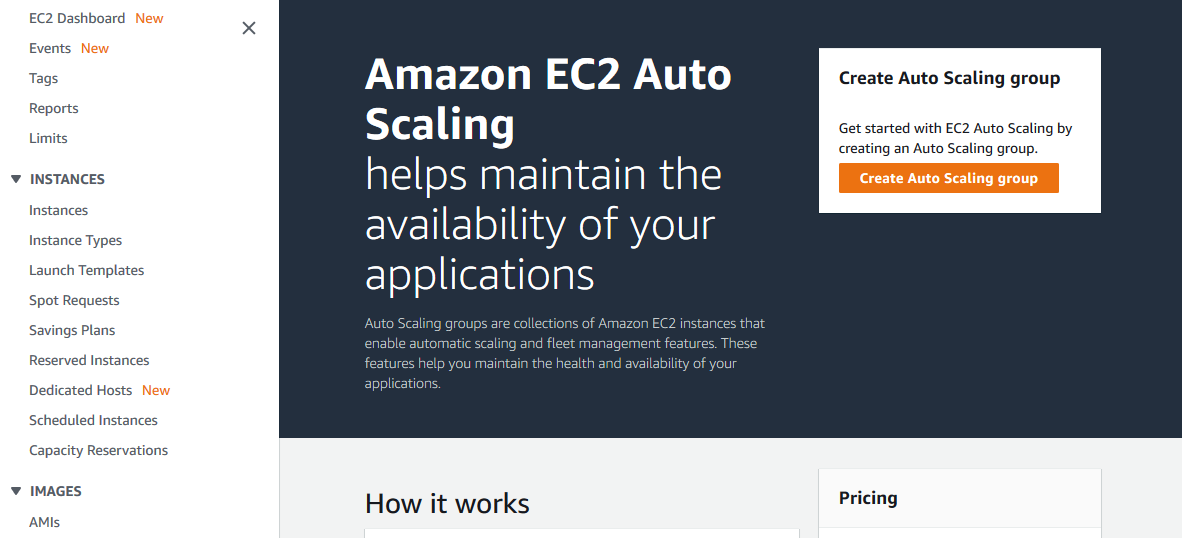 EC2 Dashboard New
Events New
Tags
Reports
Limits
INSTANCES
Instances
Instance Types
Launch Templates
Spot Requests
Savings Plans
Reserved Instances
Dedicated Hosts New
Scheduled Instances
Capacity Reservations
IMAGES
AMIs
Amazon EC2 Auto
Scaling
helps maintain the
availability of your
applications
Auto Scaling groups are collections of Amazon EC2 instances that
enable automatic scaling and fleet management features. These
features help you maintain the health and availability of your
applications.
Create Auto Scaling group
Get started with EC2 Auto Scaling by
creating an Auto Scaling group.
Create Auto Scaling group
How it works
Pricing